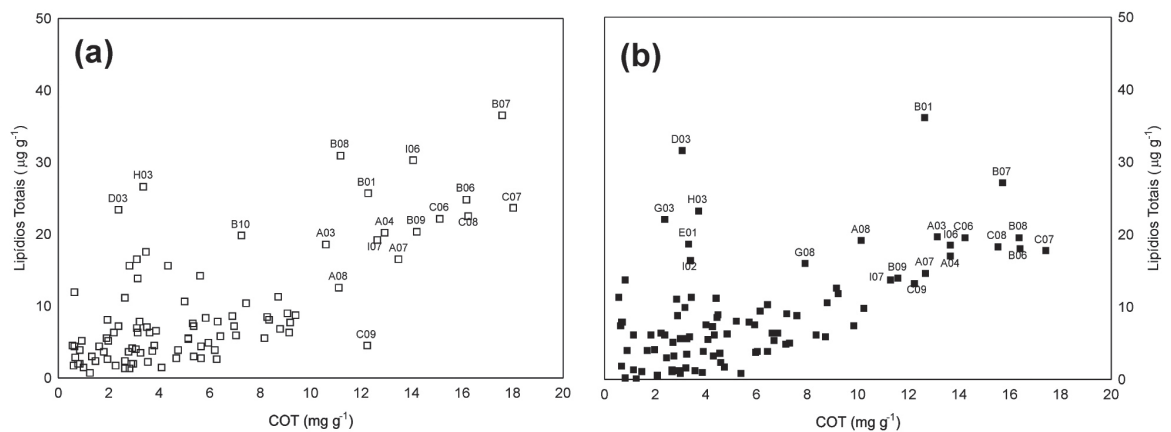 50
(a)
B07
B08
I06
40
Lipídios Totais ( µg g-1)
30
H03
B01
B06
D03
C07
C06
B10
A04
B09
C08
20
A03
I07
A07
A08
10
C09
0
0 2 4 6 8 10 12 14 16 18 20
COT (mg g-1)
50
(b)
40
B01
D03
30
B07
H03
G03
E01
A08
A03
I06
C06
B08
20
I02
G08
C08
C07
A04
B06
I07
B09
A07
C09
10
0
Lipídios Totais ( µg g-1)
0 2 4 6 8 10 12 14 16 18 20
COT (mg g-1)